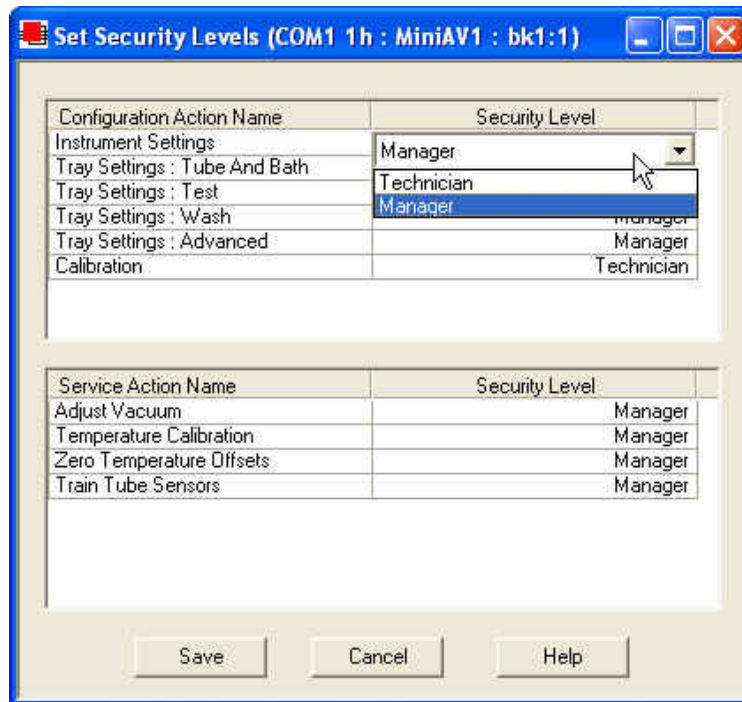 Set Security Levels (COM1 1h : MiniAV1 : bk1:1)
Configuration Action Name Security Level
Instrument Settings Manager
Tray Settings : Tube And Bath Technician
Tray Settings : Test Manager
Tray Settings : Wash Manager
Tray Settings : Advanced Manager
Calibration Technician
Service Action Name Security Level
Adjust Vacuum Manager
Temperature Calibration Manager
Zero Temperature Offsets Manager
Train Tube Sensors Manager
Save Cancel Help